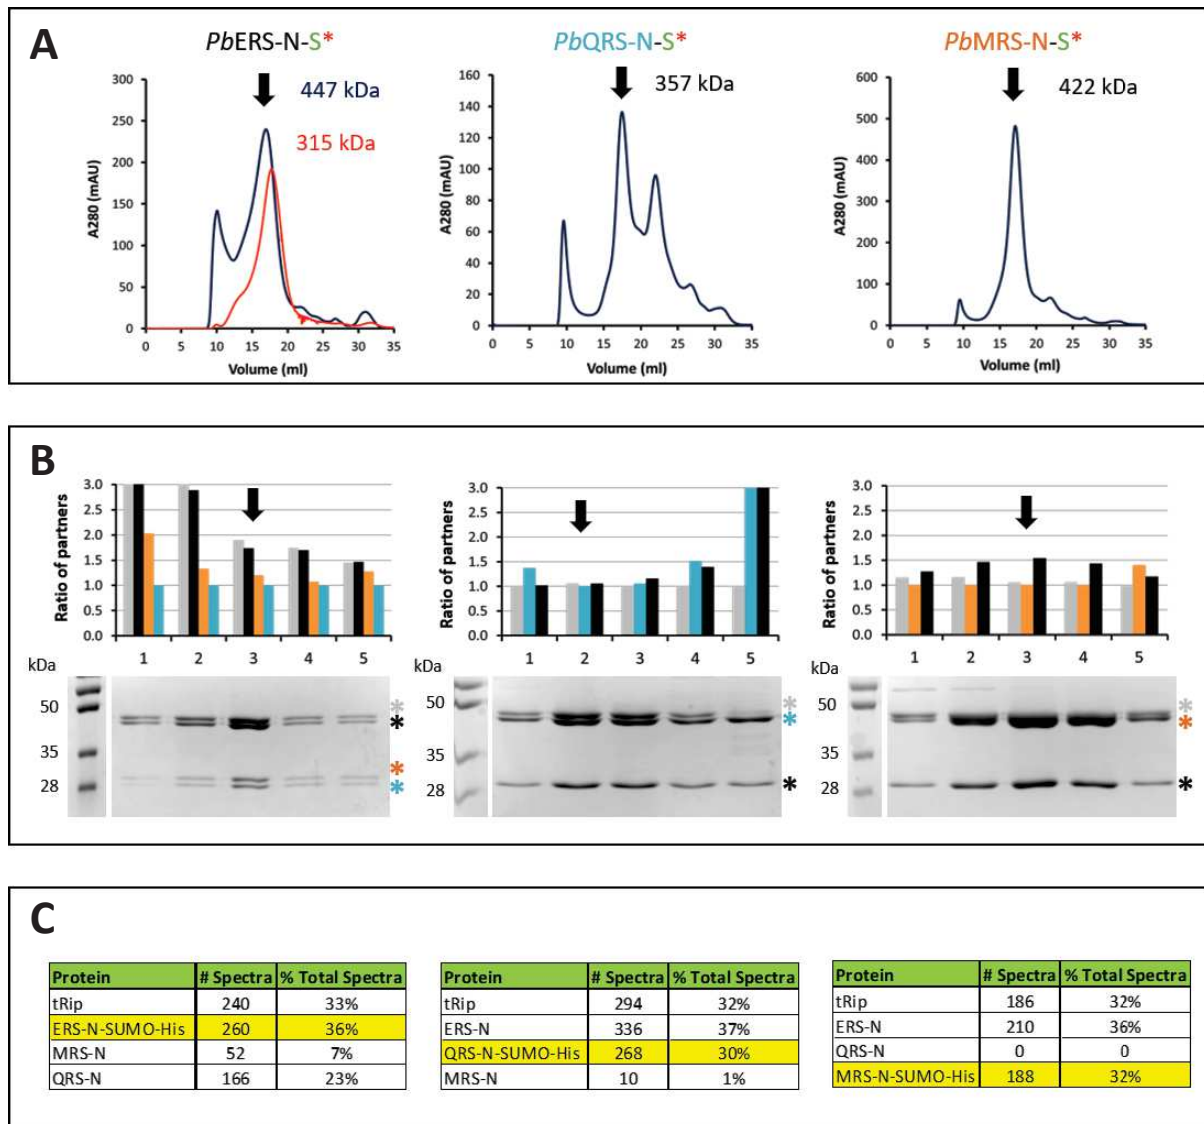 A
PbERS-N-S*
447 kDa
315 kDa
A280 (mAU)
300
250
200
150
100
50
0
0 5 10 15 20 25 30 35
Volume (ml)
PbQRS-N-S*
357 kDa
A280 (mAU)
160
140
120
100
80
60
40
20
0
0 5 10 15 20 25 30 35
Volume (ml)
PbMRS-N-S*
422 kDa
A280 (mAU)
600
500
400
300
200
100
0
0 5 10 15 20 25 30 35
Volume (ml)
B
Ratio of partners
3.0
2.5
2.0
1.5
1.0
0.5
0.0
1 2 3 4 5
kDa
50
35
28
*
*
*
*
Ratio of partners
3.0
2.5
2.0
1.5
1.0
0.5
0.0
1 2 3 4 5
kDa
50
35
28
*
*
*
Ratio of partners
3.0
2.5
2.0
1.5
1.0
0.5
0.0
1 2 3 4 5
kDa
50
35
28
*
*
*
C
Protein # Spectra % Total Spectra
tRip 240 33%
ERS-N-SUMO-His 260 36%
MRS-N 52 7%
QRS-N 166 23%
Protein # Spectra % Total Spectra
tRip 294 32%
ERS-N 336 37%
QRS-N-SUMO-His 268 30%
MRS-N 10 1%
Protein # Spectra % Total Spectra
tRip 186 32%
ERS-N 210 36%
QRS-N 0 0
MRS-N-SUMO-His 188 32%